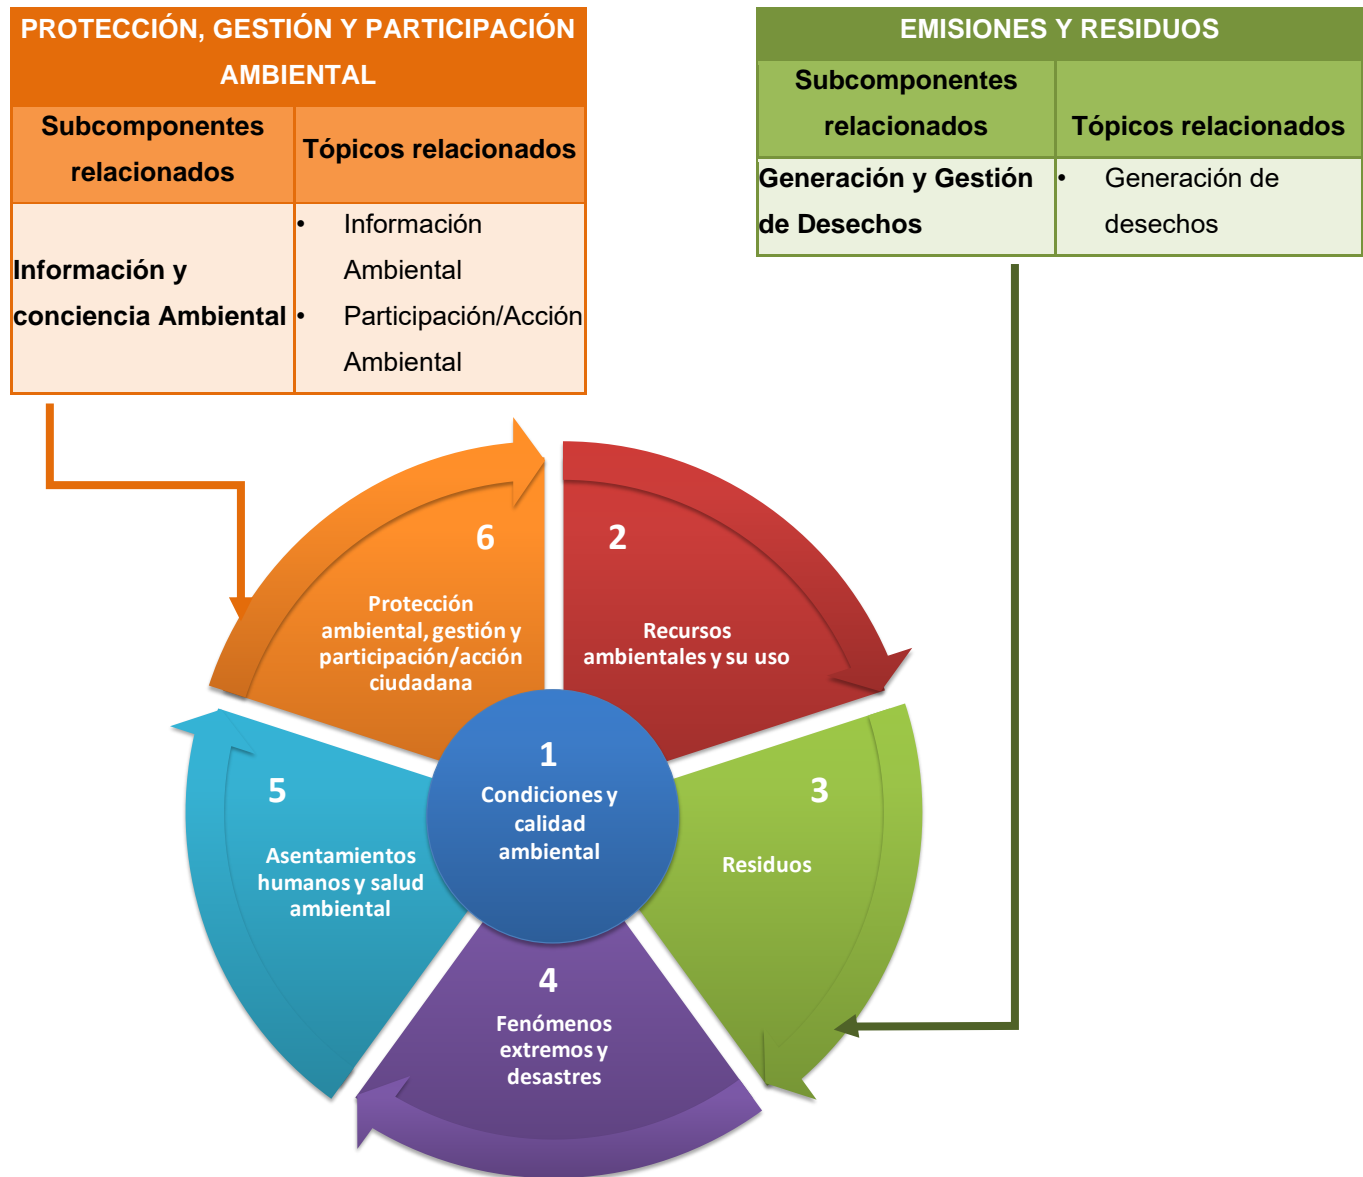 PROTECCIÓN, GESTIÓN Y PARTICIPACIÓN
AMBIENTAL
Subcomponentes
relacionados
Tópicos relacionados
Información y
conciencia Ambiental
• Información
Ambiental
• Participación/Acción
Ambiental
EMISIONES Y RESIDUOS
Subcomponentes
relacionados
Tópicos relacionados
Generación y Gestión
de Desechos
• Generación de
desechos
6
Protección
ambiental, gestión y
participación/acción
ciudadana
2
Recursos
ambientales y su uso
1
Condiciones y
calidad
ambiental
5
Asentamientos
humanos y salud
ambiental
3
Residuos
4
Fenómenos
extremos y
desastres